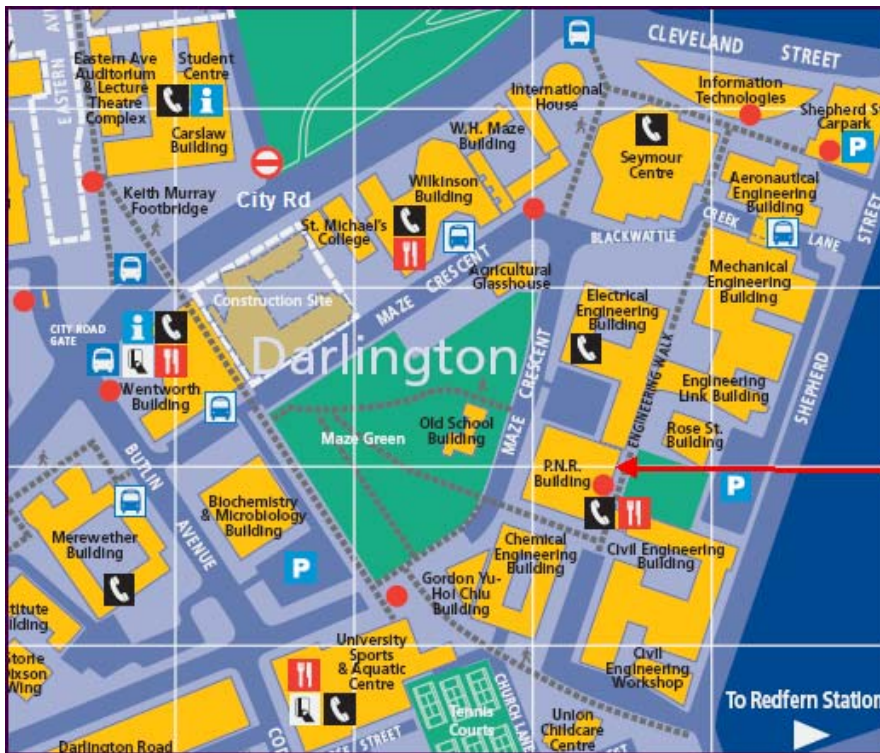 CLEVELAND STREET
EASTERN AVE
Eastern Ave
Auditorium
& Lecture
Theatre
Complex
Student
Centre
i
Carslaw
Building
International
House
Information
Technologies
Shepherd St
Carpark
P
W.H. Maze
Building
Seymour
Centre
Aeronautical
Engineering
Building
Keith Murray
Footbridge
City Rd
Wilkinson
Building
St. Michael's
College
BLACKWATTLE
CREEK
LANE
STREET
Agricultural
Glasshouse
Mechanical
Engineering
Building
Construction Site
MAZE CRESCENT
Electrical
Engineering
Building
CITY ROAD
GATE
i
Darlington
MAZE CRESCENT
ENGINEERING WALK
SHEPHERD
Wentworth
Building
Engineering
Link Building
Maze Green
Old School
Building
Rose St.
Building
P.N.R.
Building
P
BUTLIN
AVENUE
Biochemistry
& Microbiology
Building
Merewether
Building
P
Chemical
Engineering
Building
Civil Engineering
Building
Gordon Yu-
Hoi Chiu
Building
University
Sports
& Aquatic
Centre
Civil
Engineering
Workshop
To Redfern Station
CHURCH LANE
Tennis
Courts
Union
Childcare
Centre
STREET
Darlington Road